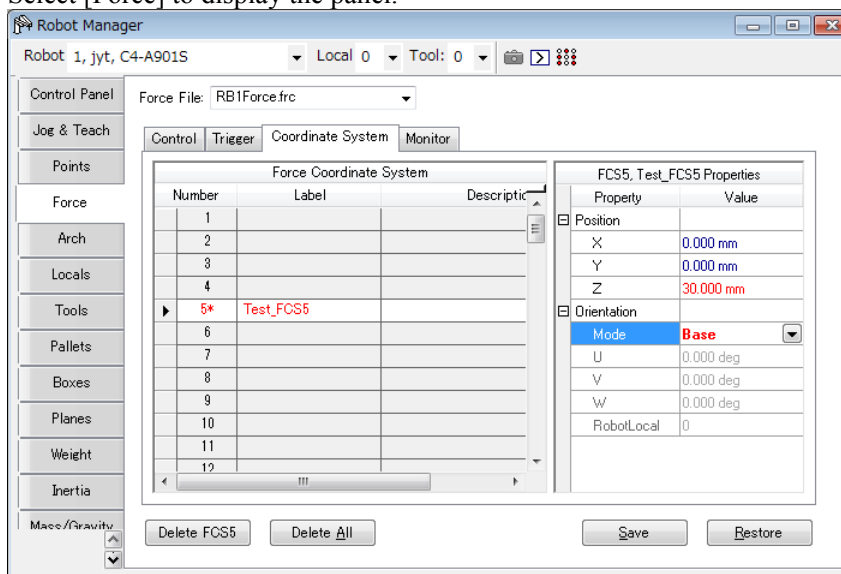 Select [Force] to display the panel.
Robot Manager
Robot 1, jyt, C4-A901S Local 0 Tool: 0
Control Panel
Jog & Teach
Points
Force
Arch
Locals
Tools
Pallets
Boxes
Planes
Weight
Inertia
Mass/Gravity
Force File: RB1Force.frc
Control Trigger Coordinate System Monitor
Force Coordinate System
Number Label Descriptic
1
2
3
4
5* Test_FCS5
6
7
8
9
10
11
12
FCS5, Test_FCS5 Properties
Property Value
Position
X 0.000 mm
Y 0.000 mm
Z 30.000 mm
Orientation
Mode Base
U 0.000 deg
V 0.000 deg
W 0.000 deg
RobotLocal 0
Delete FCS5 Delete All Save Restore